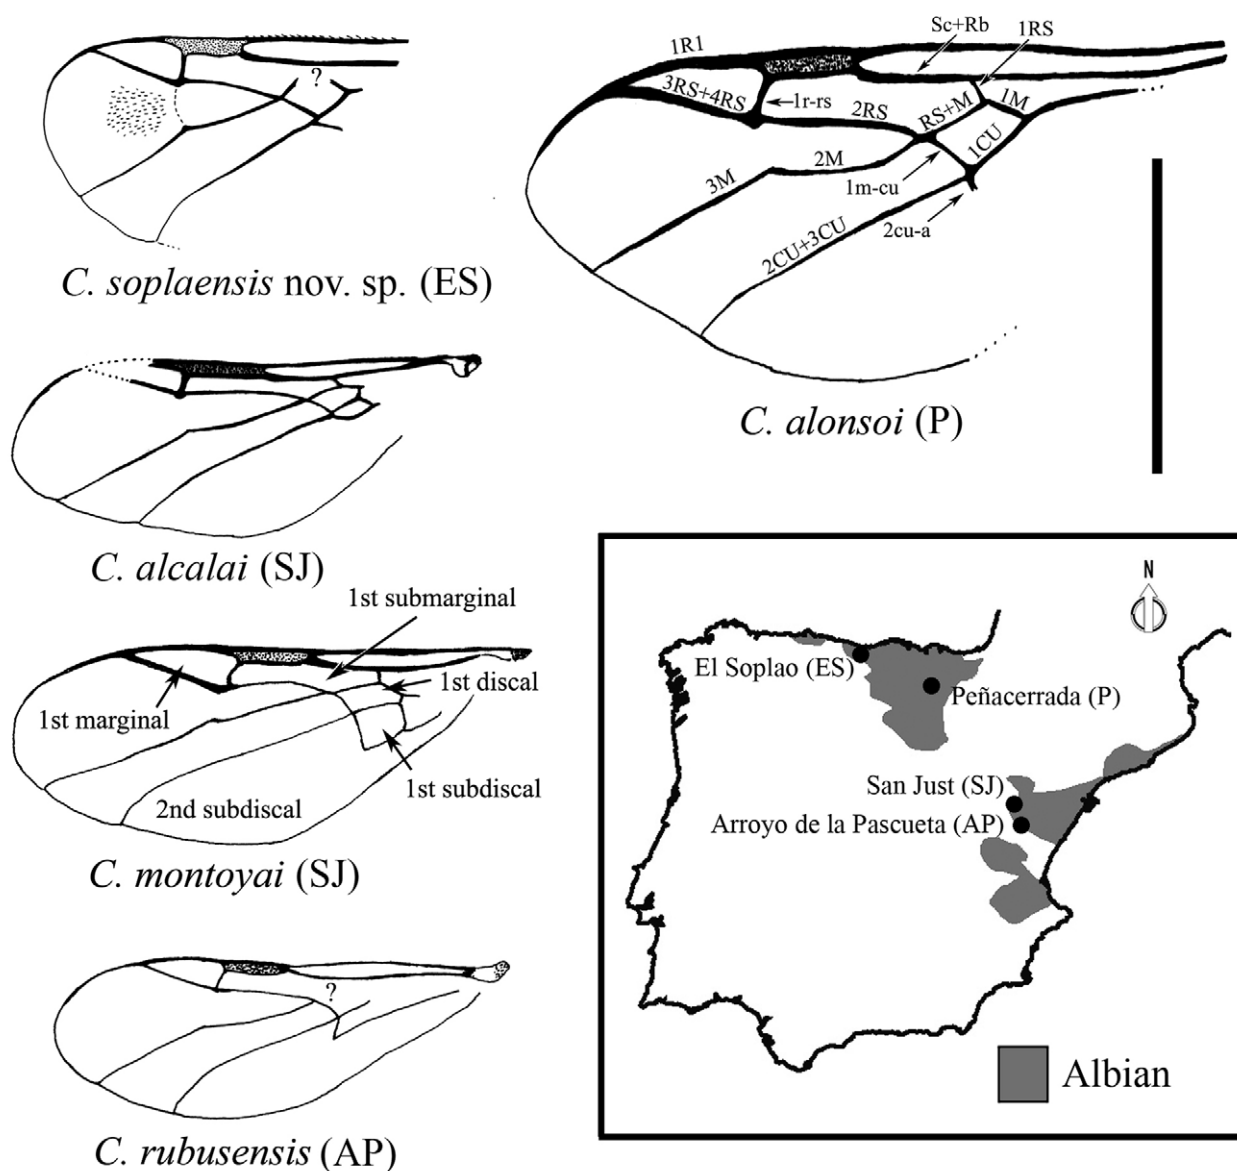 ?
C. soplaensis nov. sp. (ES)
1R1
Sc+Rb
1RS
3RS+4RS
1r-rs
2RS
RS+M
1M
1CU
2M
3M
1m-cu
2cu-a
2CU+3CU
C. alonsoi (P)
C. alcalai (SJ)
1st submarginal
1st discal
1st marginal
1st subdiscal
2nd subdiscal
C. montoyai (SJ)
?
C. rubusensis (AP)
N
El Soplao (ES)
Peñacerrada (P)
San Just (SJ)
Arroyo de la Pascueta (AP)
Albian